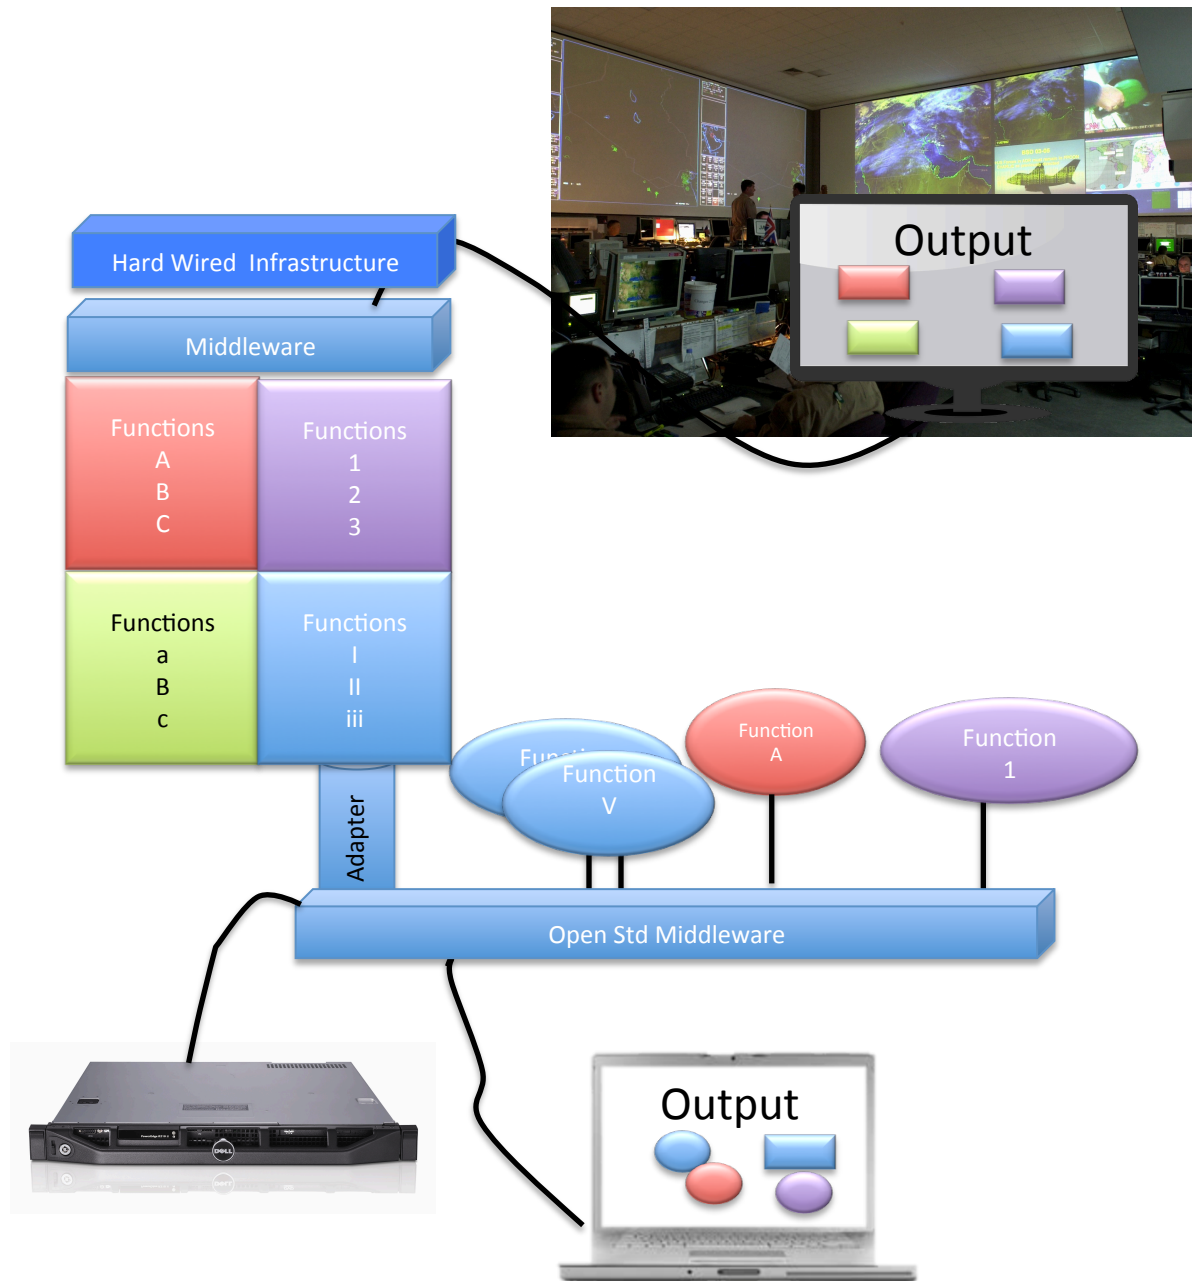 Output
Hard Wired  Infrastructure
Middleware
Functions
A
B
C
Functions
1
2
3
Functions
a
B
c
Functions
I
II
iii
Adapter
Function
V
Function
A
Function
1
Open Std Middleware
DELL
Output